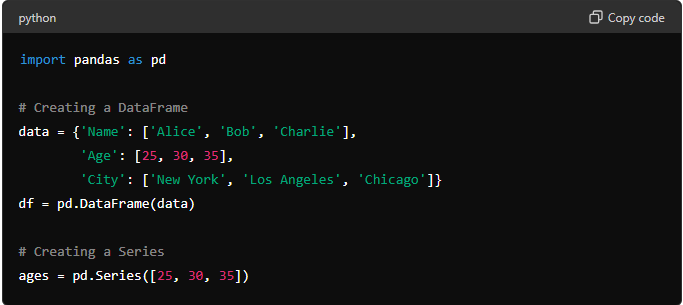 python Copy code
import pandas as pd
# Creating a DataFrame
data = {'Name': ['Alice', 'Bob', 'Charlie'],
        'Age': [25, 30, 35],
        'City': ['New York', 'Los Angeles', 'Chicago']}
df = pd.DataFrame(data)
# Creating a Series
ages = pd.Series([25, 30, 35])